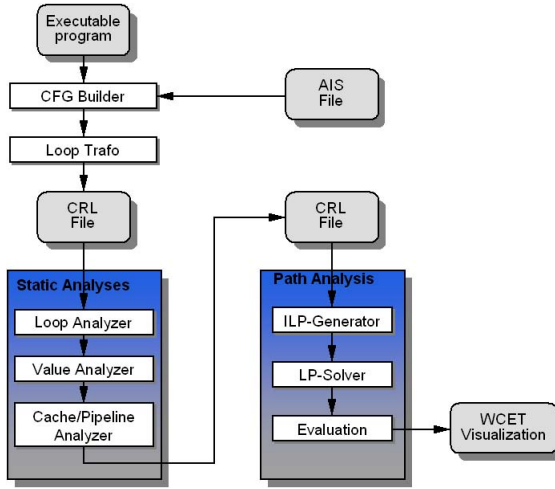 Executable
program
CFG Builder
AIS
File
Loop Trafo
CRL
File
CRL
File
Static Analyses
Loop Analyzer
Value Analyzer
Cache/Pipeline
Analyzer
Path Analysis
ILP-Generator
LP-Solver
Evaluation
WCET
Visualization